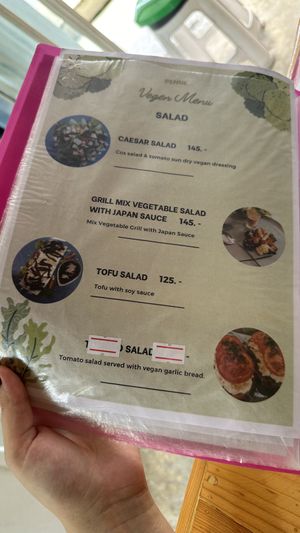 Vegan Menu
SALAD
CAESAR SALAD 145.-
Cos salad & tomato sun dry vegan dressing
GRILL MIX VEGETABLE SALAD
WITH JAPAN SAUCE 145. -
Mix Vegetable Grill with Japan Sauce
TOFU SALAD 125. -
Tofu with soy sauce
SALAD -
Tomato salad served with vegan garlic bread.